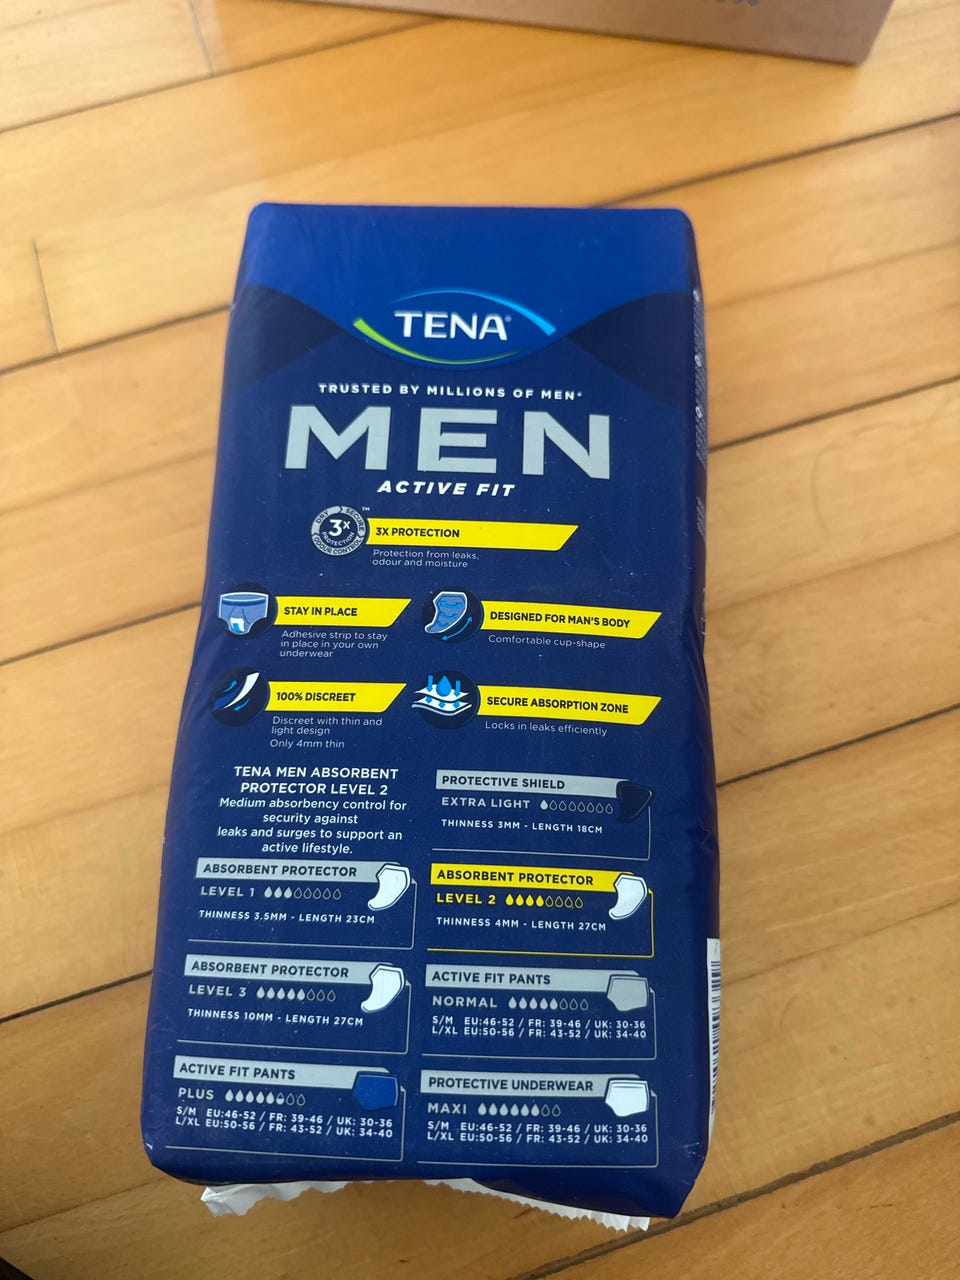 TENA®
TRUSTED BY MILLIONS OF MEN*
MEN
ACTIVE FIT
DRY SECURE
3X
PROTECTION
ODOUR CONTROL
TM
3X PROTECTION
Protection from leaks,
odour and moisture
STAY IN PLACE
Adhesive strip to stay
in place in your own
underwear
DESIGNED FOR MAN'S BODY
Comfortable cup-shape
100% DISCREET
Discreet with thin and
light design
Only 4mm thin
SECURE ABSORPTION ZONE
Locks in leaks efficiently
TENA MEN ABSORBENT
PROTECTOR LEVEL 2
Medium absorbency control for
security against
leaks and surges to support an
active lifestyle.
PROTECTIVE SHIELD
EXTRA LIGHT
THINNESS 3MM - LENGTH 18CM
ABSORBENT PROTECTOR
LEVEL 1
THINNESS 3.5MM - LENGTH 23CM
ABSORBENT PROTECTOR
LEVEL 2
THINNESS 4MM - LENGTH 27CM
ABSORBENT PROTECTOR
LEVEL 3
THINNESS 10MM - LENGTH 27CM
ACTIVE FIT PANTS
NORMAL
S/M EU:46-52 / FR: 39-46 / UK: 30-36
L/XL EU:50-56 / FR: 43-52 / UK: 34-40
ACTIVE FIT PANTS
PLUS
S/M EU:46-52 / FR: 39-46 / UK: 30-36
L/XL EU:50-56 / FR: 43-52 / UK: 34-40
PROTECTIVE UNDERWEAR
MAXI
S/M EU:46-52 / FR: 39-46 / UK: 30-36
L/XL EU:50-56 / FR: 43-52 / UK: 34-40